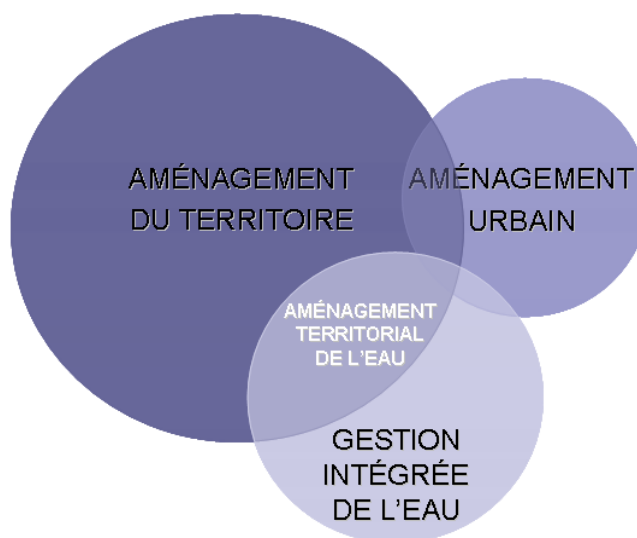 AMÉNAGEMENT
DU TERRITOIRE
AMÉNAGEMENT
URBAIN
AMÉNAGEMENT
TERRITORIAL
DE L’EAU
GESTION
INTÉGRÉE
DE L’EAU